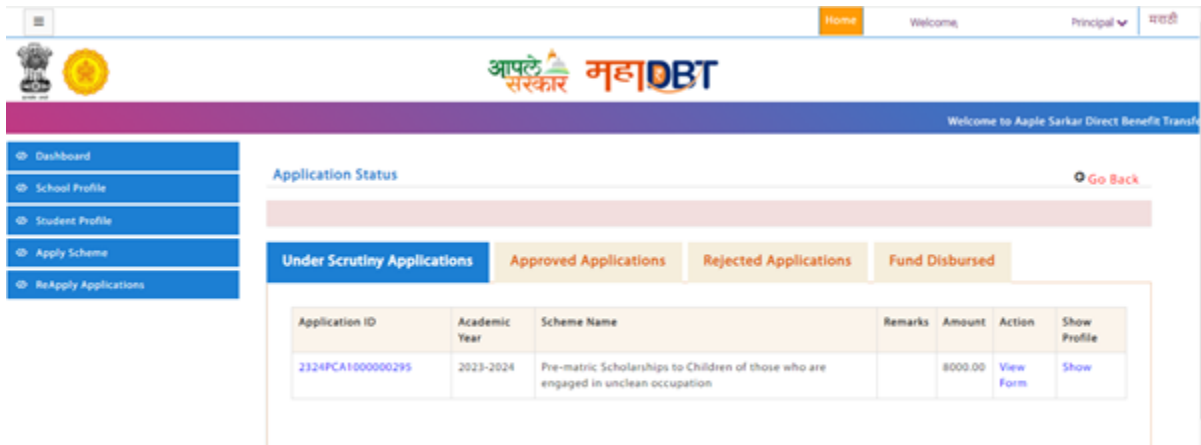 Home
Welcome,
Principal
मराठी
आपले सरकार
महाDBT
Welcome to Aaple Sarkar Direct Benefit Transfe
Dashboard
School Profile
Student Profile
Apply Scheme
ReApply Applications
Application Status
Go Back
Under Scrutiny Applications
Approved Applications
Rejected Applications
Fund Disbursed
Application ID
Academic
Year
Scheme Name
Remarks
Amount
Action
Show
Profile
2324PCA1000000295
2023-2024
Pre-matric Scholarships to Children of those who are
engaged in unclean occupation
8000.00
View
Form
Show